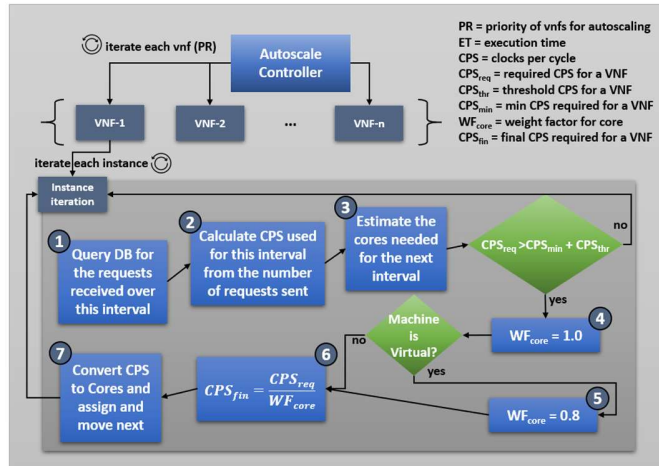 iterate each vnf (PR)
Autoscale
Controller
PR = priority of vnfs for autoscaling
ET = execution time
CPS = clocks per cycle
CPSreq = required CPS for a VNF
CPSthr = threshold CPS for a VNF
CPSmin = min CPS required for a VNF
WFcore = weight factor for core
CPSfin = final CPS required for a VNF
VNF-1
VNF-2
...
VNF-n
iterate each instance
Instance
iteration
1
Query DB for
the requests
received over
this interval
2
Calculate CPS used
for this interval
from the number
of requests sent
3
Estimate the
cores needed
for the next
interval
CPSreq >CPSmin + CPSthr
no
yes
4
WFcore = 1.0
Machine
is
Virtual?
no
yes
5
WFcore = 0.8
6
CPSfin = CPSreq
WFcore
7
Convert CPS
to Cores and
assign and
move next